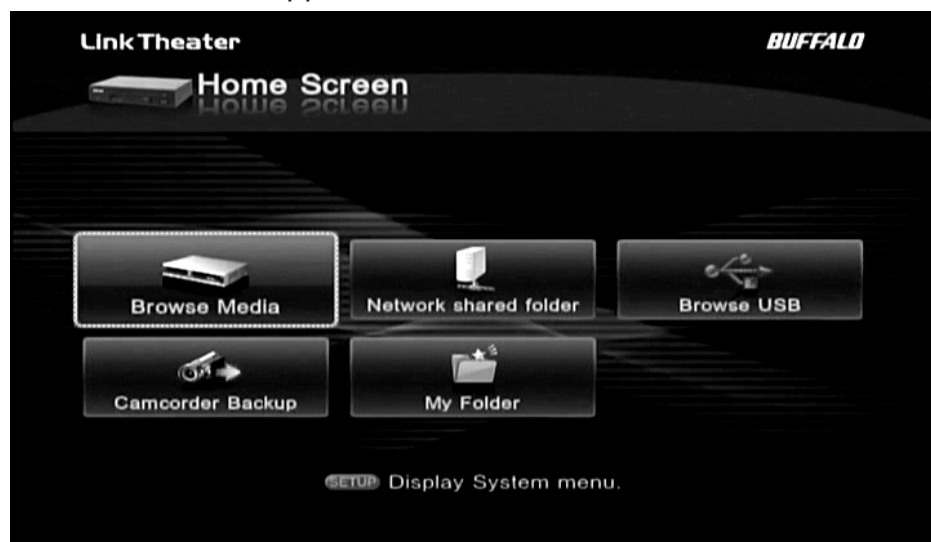 LinkTheater
BUFFALO
Home Screen
Browse Media
Network shared folder
Browse USB
Camcorder Backup
My Folder
SETUP Display System menu.